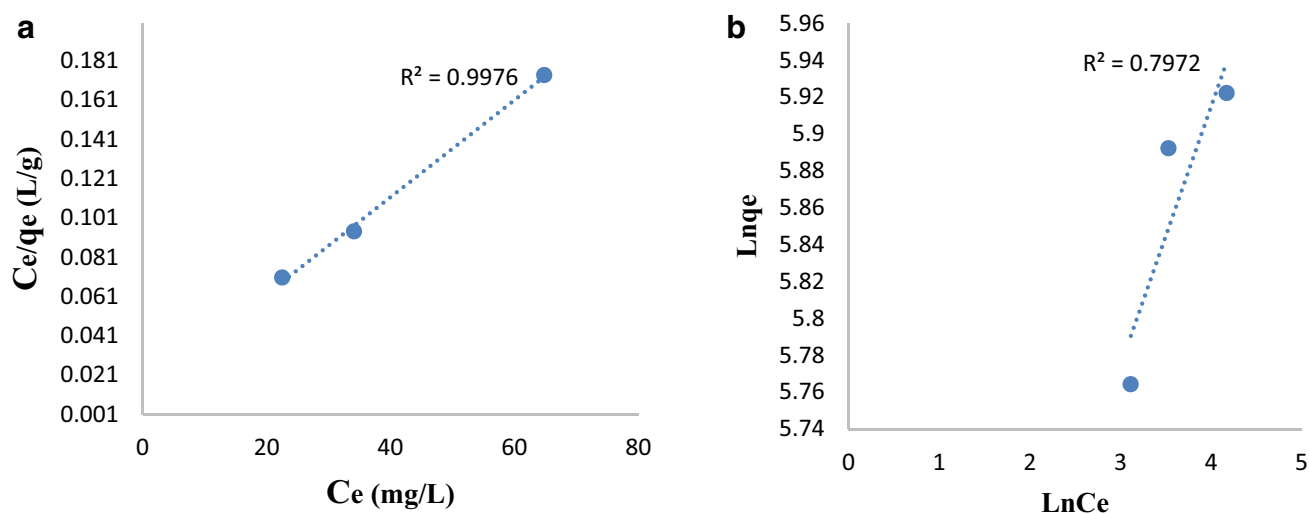 a
Ce/qe (L/g)
0.181
0.161
0.141
0.121
0.101
0.081
0.061
0.041
0.021
0.001
R² = 0.9976
0 20 40 60 80
Ce (mg/L)
b
Lnqe
5.96
5.94
5.92
5.9
5.88
5.86
5.84
5.82
5.8
5.78
5.76
5.74
R² = 0.7972
0 1 2 3 4 5
LnCe